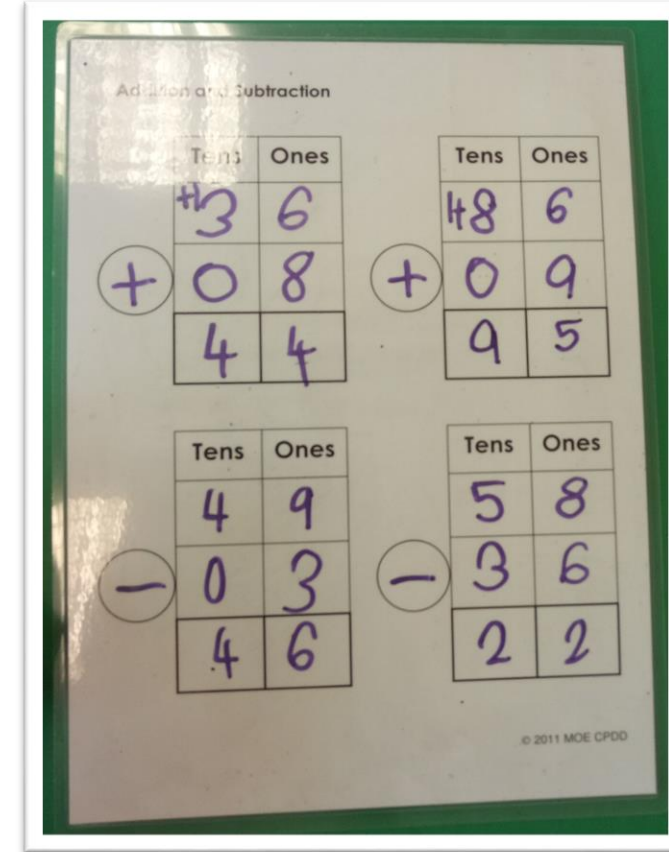 Addition and Subtraction
Tens Ones
+13 6
+ 0 8
4 4
Tens Ones
1+8 6
+ 0 9
9 5
Tens Ones
4 9
- 0 3
4 6
Tens Ones
5 8
- 3 6
2 2
© 2011 MOE CPDD